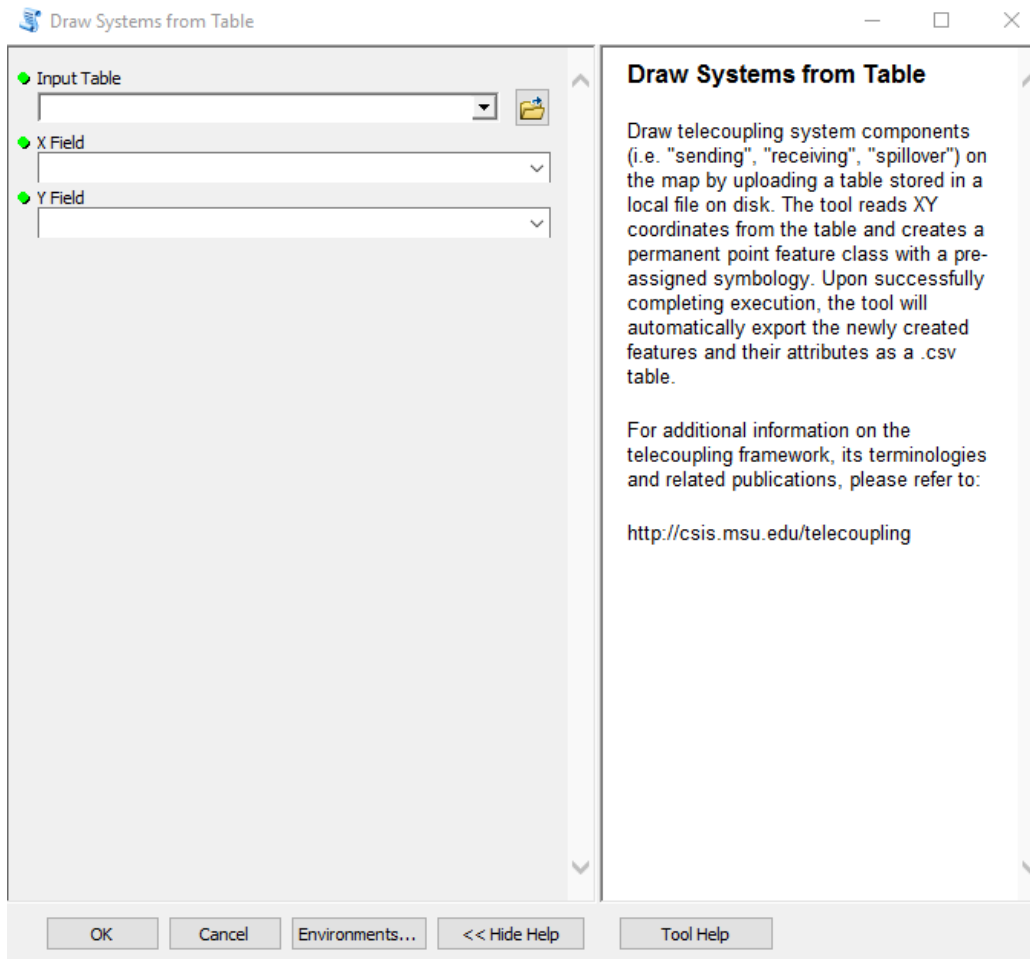 Draw Systems from Table
Input Table
X Field
Y Field
Draw Systems from Table
Draw telecoupling system components
(i.e. "sending", "receiving", "spillover") on
the map by uploading a table stored in a
local file on disk. The tool reads XY
coordinates from the table and creates a
permanent point feature class with a pre-
assigned symbology. Upon successfully
completing execution, the tool will
automatically export the newly created
features and their attributes as a .csv
table.
For additional information on the
telecoupling framework, its terminologies
and related publications, please refer to:
http://csis.msu.edu/telecoupling
OK Cancel Environments... << Hide Help Tool Help